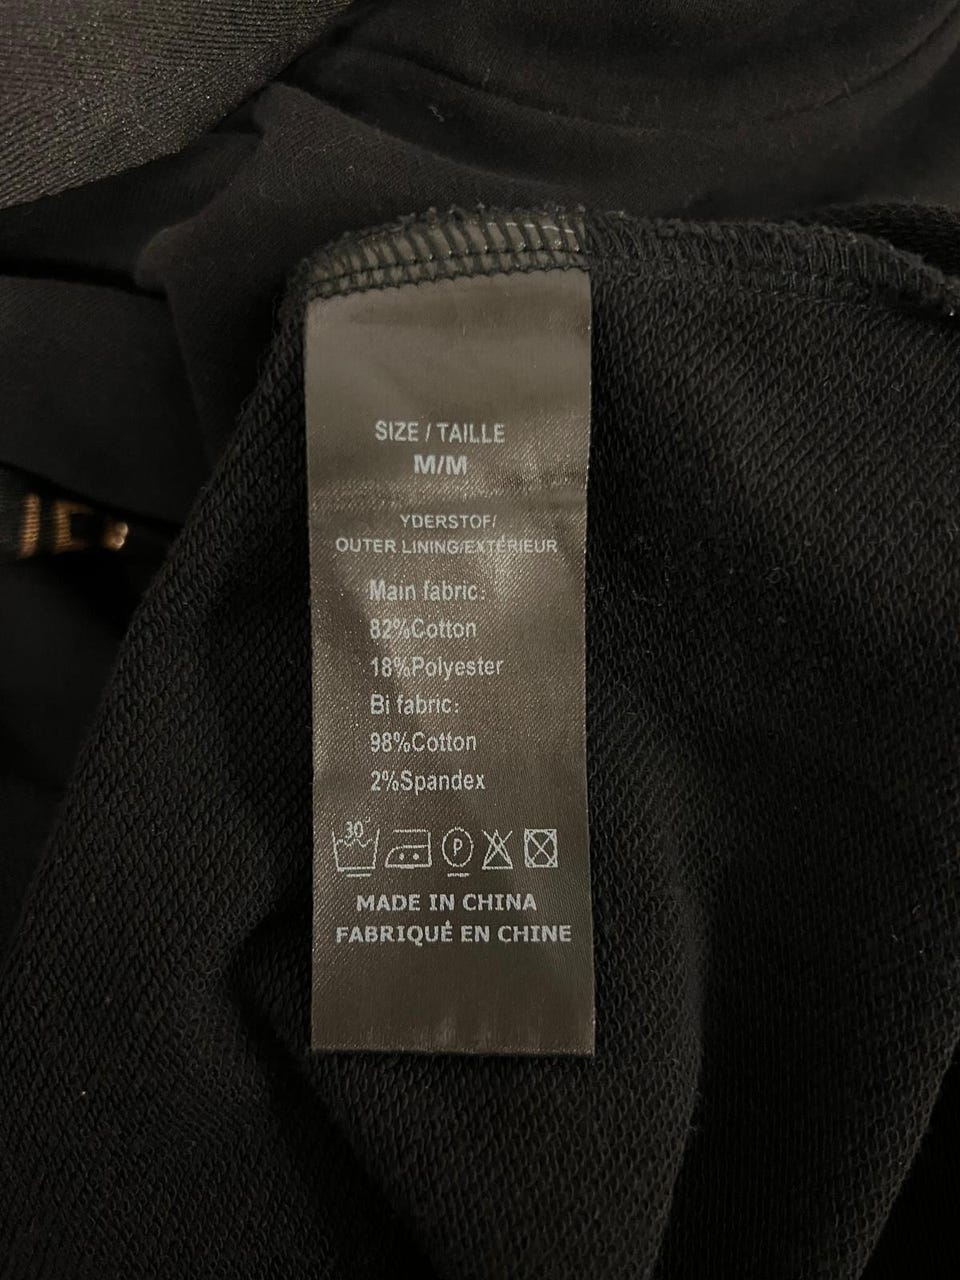 SIZE / TAILLE
M/M
YDERSTOF/
OUTER LINING/EXTÉRIEUR
Main fabric:
82%Cotton
18%Polyester
Bi fabric:
98%Cotton
2%Spandex
30°
P
MADE IN CHINA
FABRIQUÉ EN CHINE